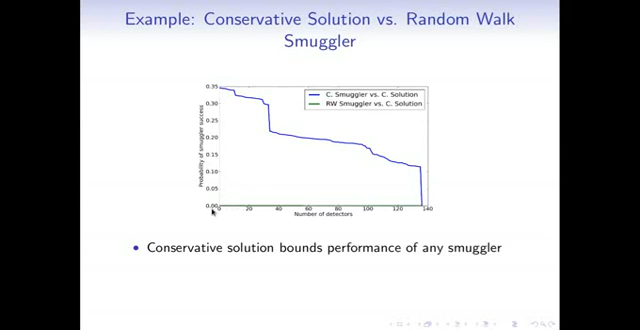 Example: Conservative Solution vs. Random Walk
Smuggler
0.35
0.30
0.25
0.20
0.15
0.10
0.05
0.00
Probability of smuggler success
C. Smuggler vs. C. Solution
RW Smuggler vs. C. Solution
0 20 40 60 80 100 120 140
Number of detectors
• Conservative solution bounds performance of any smuggler